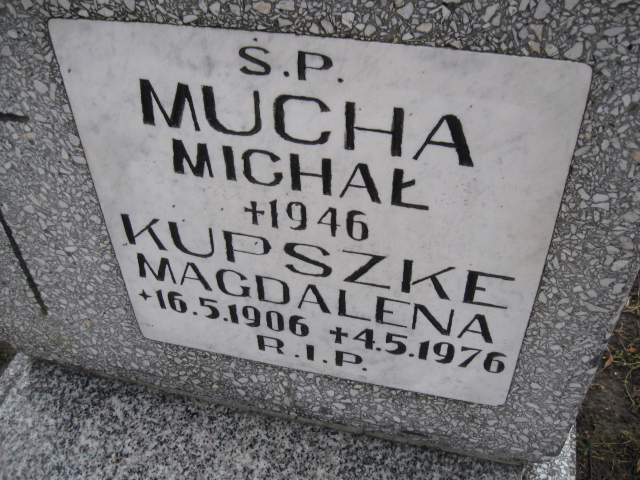 Ś.P.
MUCHA
MICHAŁ
+1946
KUPSZKE
MAGDALENA
+16.5.1906 +4.5.1976
R.I.P.